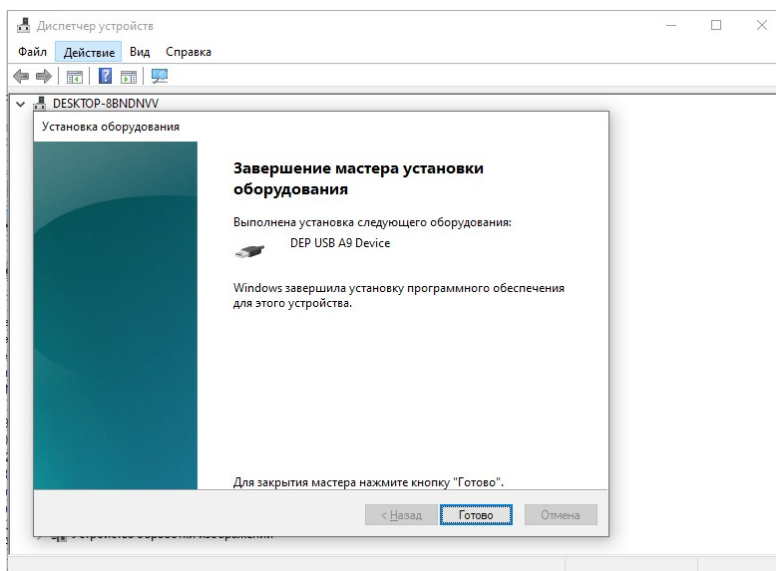 Диспетчер устройств
Файл Действие Вид Справка
DESKTOP-8BNDNVV
Установка оборудования
Завершение мастера установки
оборудования
Выполнена установка следующего оборудования:
DEP USB A9 Device
Windows завершила установку программного обеспечения
для этого устройства.
Для закрытия мастера нажмите кнопку "Готово".
< Назад Готово Отмена